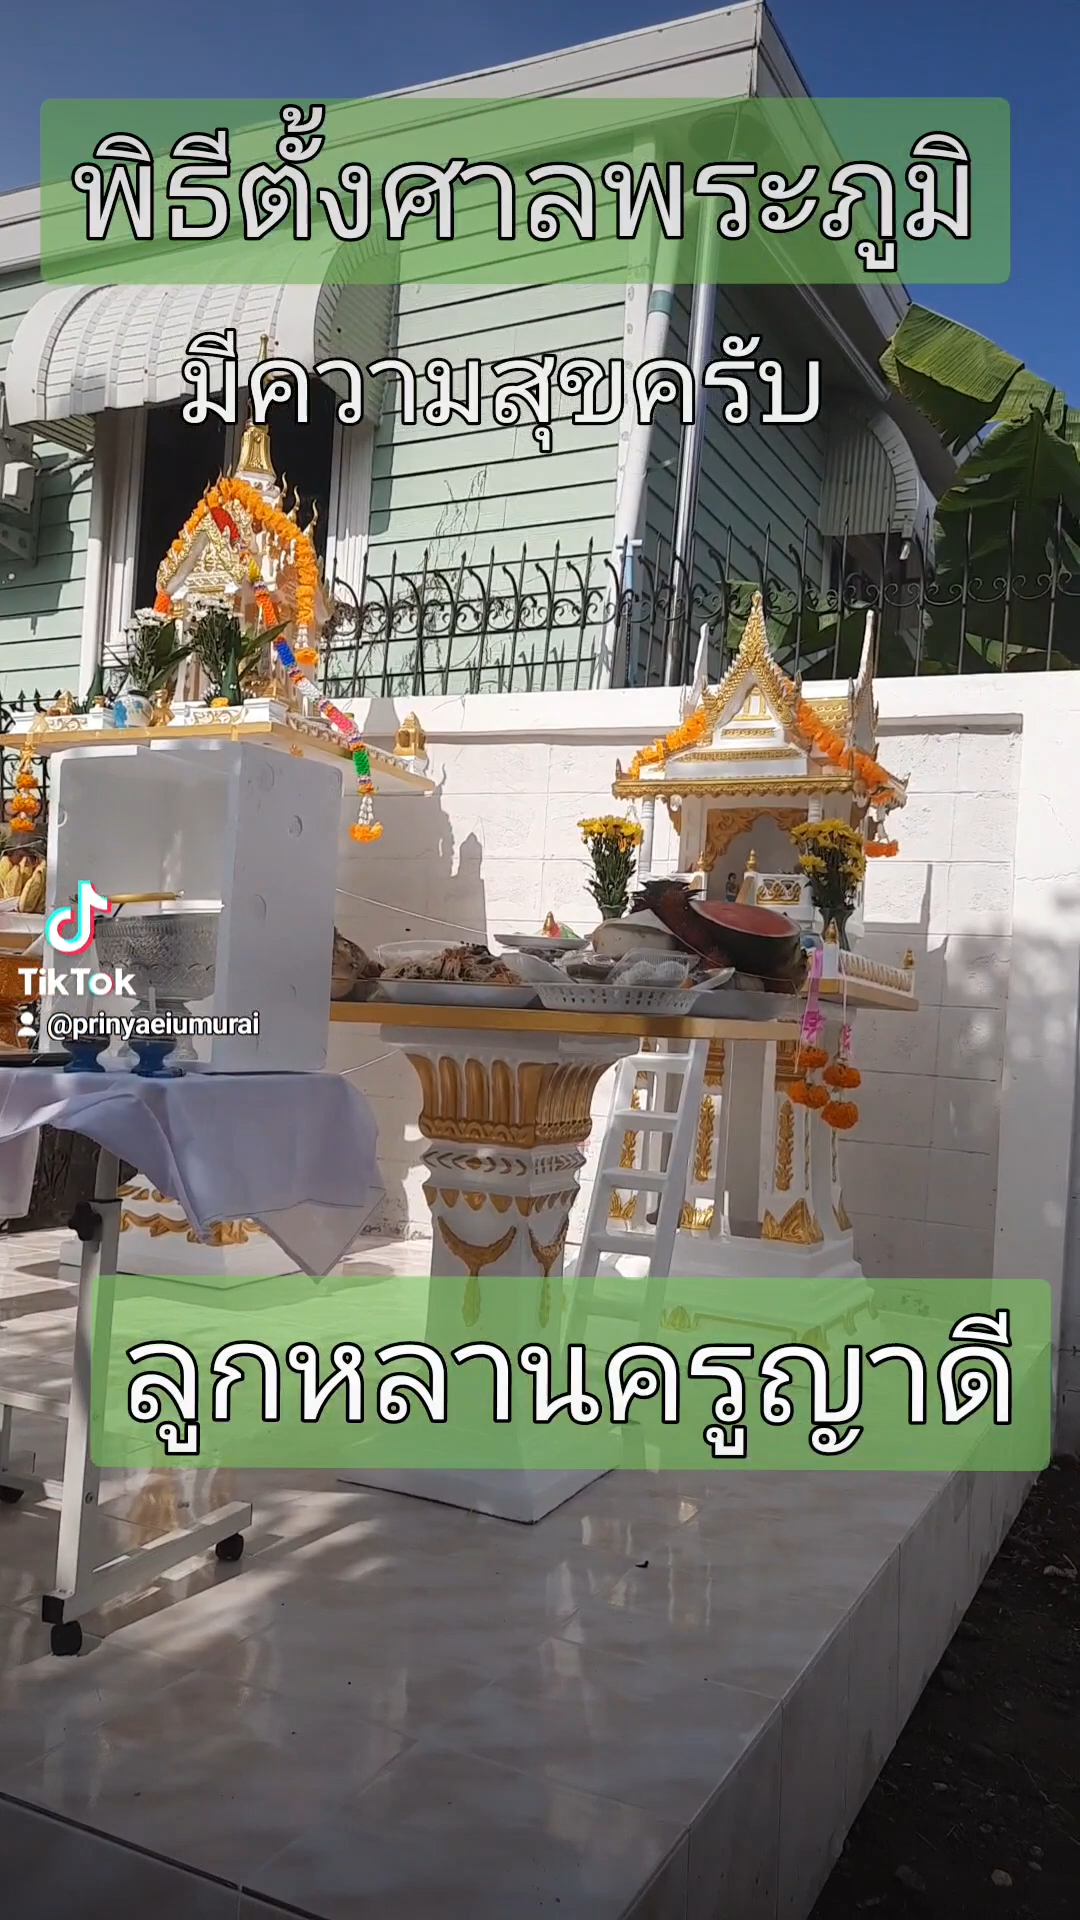 พิธีตั้งศาลพระภูมิ
มีความสุขครับ
TikTok
@prinyaeiumurai
ลูกหลานครูญาดี